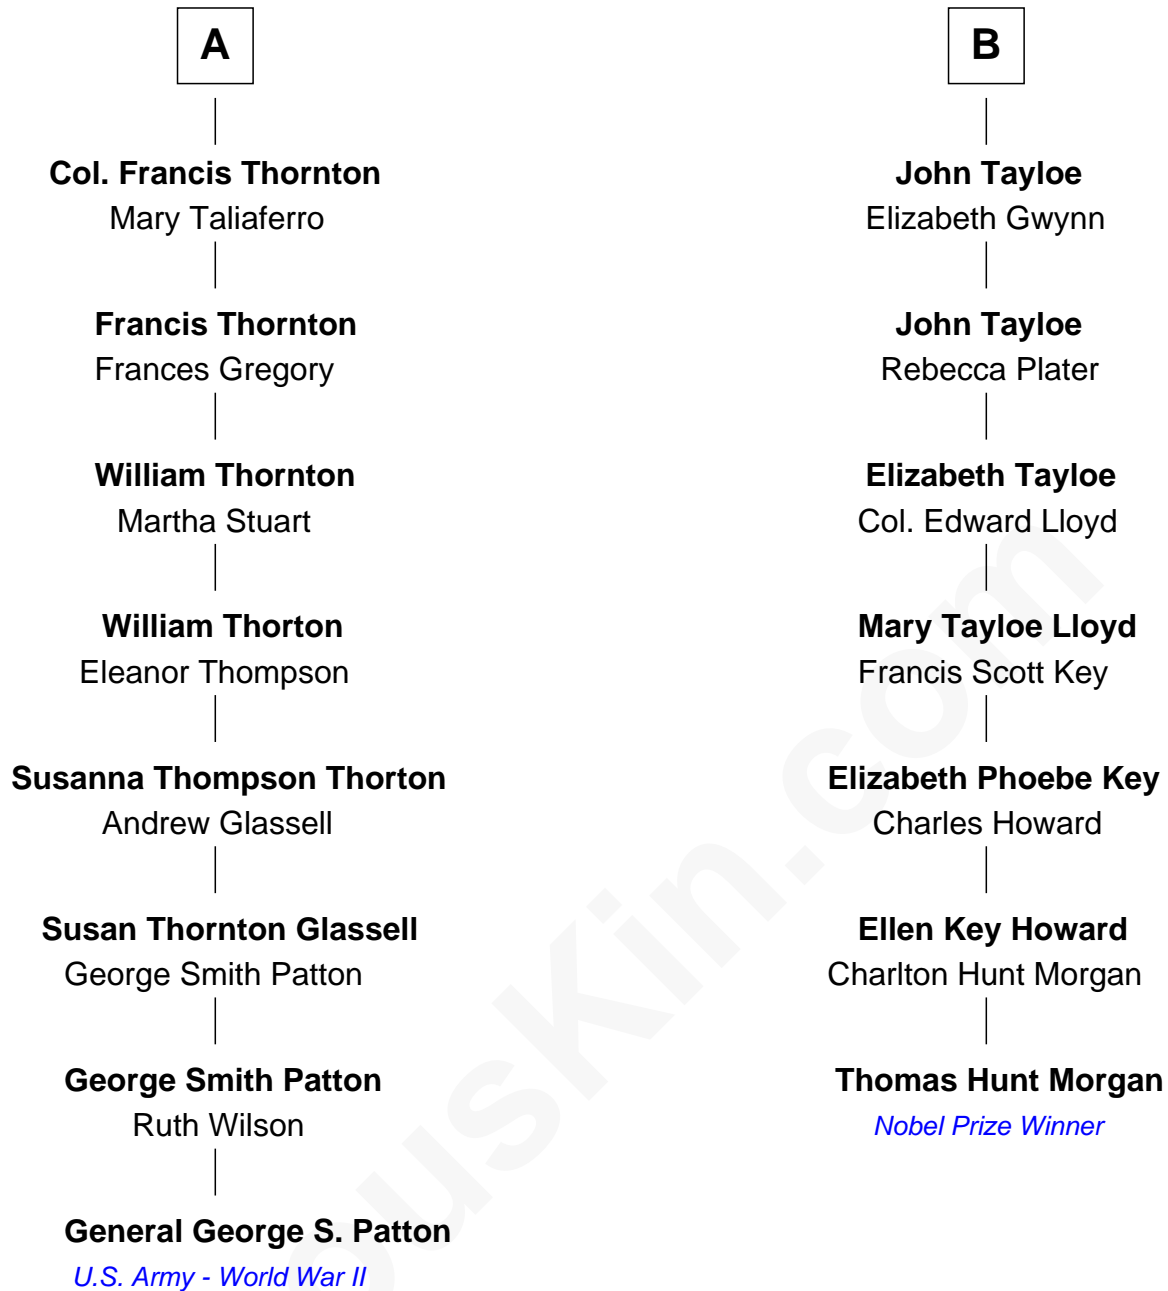 A
Col. Francis Thornton
Mary Taliaferro
Francis Thornton
Frances Gregory
William Thornton
Martha Stuart
William Thorton
Eleanor Thompson
Susanna Thompson Thorton
Andrew Glassell
Susan Thornton Glassell
George Smith Patton
George Smith Patton
Ruth Wilson
General George S. Patton
U.S. Army - World War II
B
John Tayloe
Elizabeth Gwynn
John Tayloe
Rebecca Plater
Elizabeth Tayloe
Col. Edward Lloyd
Mary Tayloe Lloyd
Francis Scott Key
Elizabeth Phoebe Key
Charles Howard
Ellen Key Howard
Charlton Hunt Morgan
Thomas Hunt Morgan
Nobel Prize Winner
ousKin.com